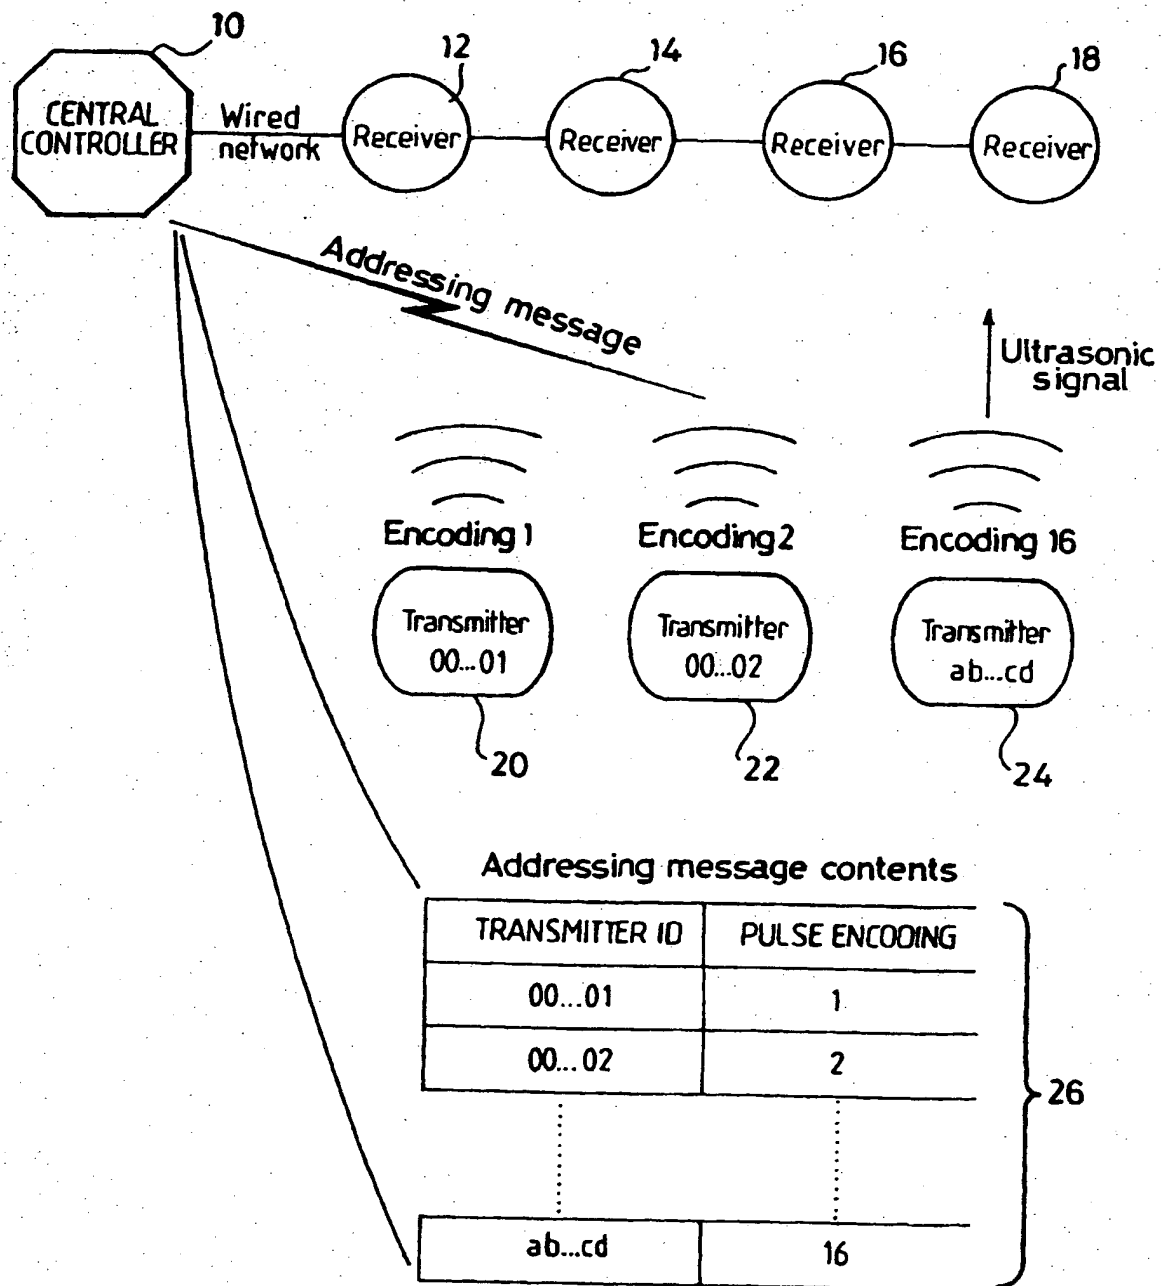 10
12
14
16
18
CENTRAL
CONTROLLER
Wired
network
Receiver
Receiver
Receiver
Receiver
Addressing message
Ultrasonic
signal
Encoding 1
Encoding 2
Encoding 16
Transmitter
00...01
Transmitter
00...02
Transmitter
ab...cd
20
22
24
Addressing message contents
TRANSMITTER ID
PULSE ENCODING
00...01
1
00...02
2
26
ab...cd
16